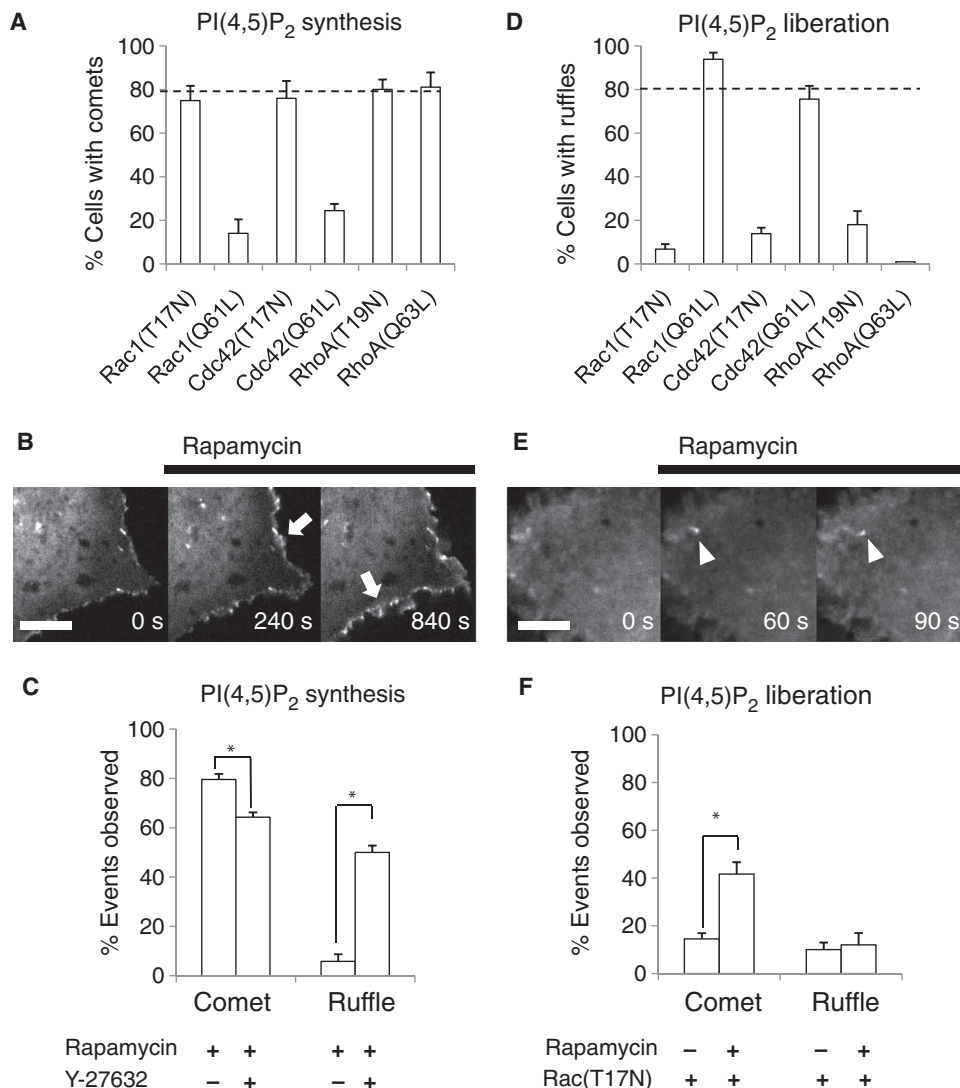 A
PI(4,5)P2 synthesis
% Cells with comets
100
80
60
40
20
0
Rac1(T17N)
Rac1(Q61L)
Cdc42(T17N)
Cdc42(Q61L)
RhoA(T19N)
RhoA(Q63L)
D
PI(4,5)P2 liberation
% Cells with ruffles
100
80
60
40
20
0
Rac1(T17N)
Rac1(Q61L)
Cdc42(T17N)
Cdc42(Q61L)
RhoA(T19N)
RhoA(Q63L)
B
Rapamycin
0 s
240 s
840 s
E
Rapamycin
0 s
60 s
90 s
C
PI(4,5)P2 synthesis
% Events observed
100
80
60
40
20
0
*
*
Comet
Ruffle
Rapamycin + + + +
Y-27632 – + – +
F
PI(4,5)P2 liberation
% Events observed
100
80
60
40
20
0
*
Comet
Ruffle
Rapamycin – + – +
Rac(T17N) + + + +